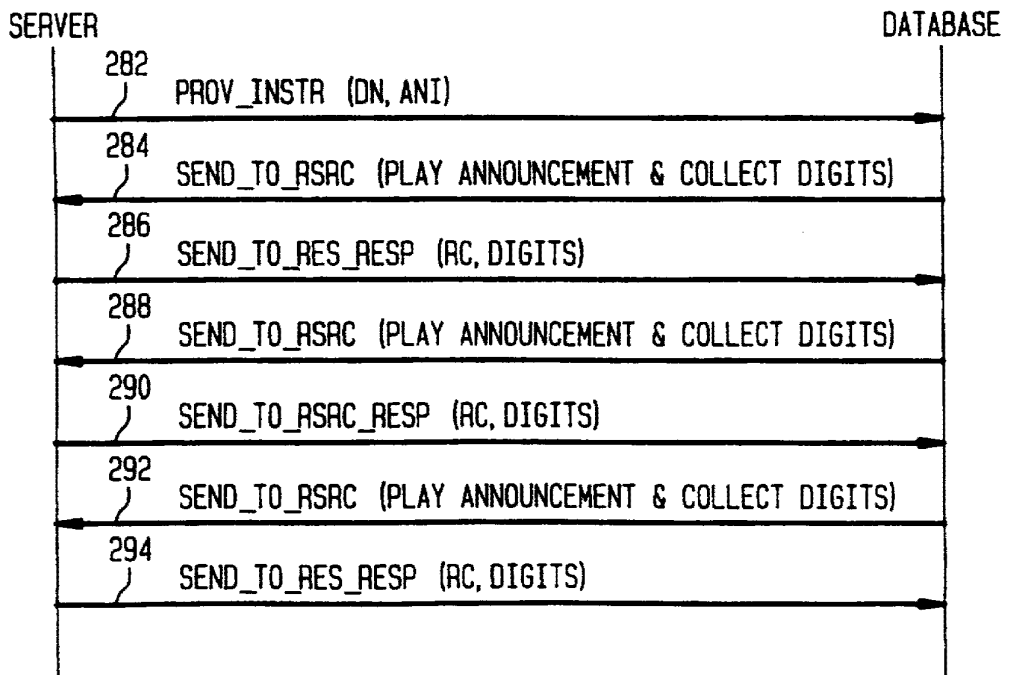 SERVER DATABASE
282
PROV_INSTR (DN, ANI)
284
SEND_TO_RSRC (PLAY ANNOUNCEMENT & COLLECT DIGITS)
286
SEND_TO_RES_RESP (RC, DIGITS)
288
SEND_TO_RSRC (PLAY ANNOUNCEMENT & COLLECT DIGITS)
290
SEND_TO_RSRC_RESP (RC, DIGITS)
292
SEND_TO_RSRC (PLAY ANNOUNCEMENT & COLLECT DIGITS)
294
SEND_TO_RES_RESP (RC, DIGITS)